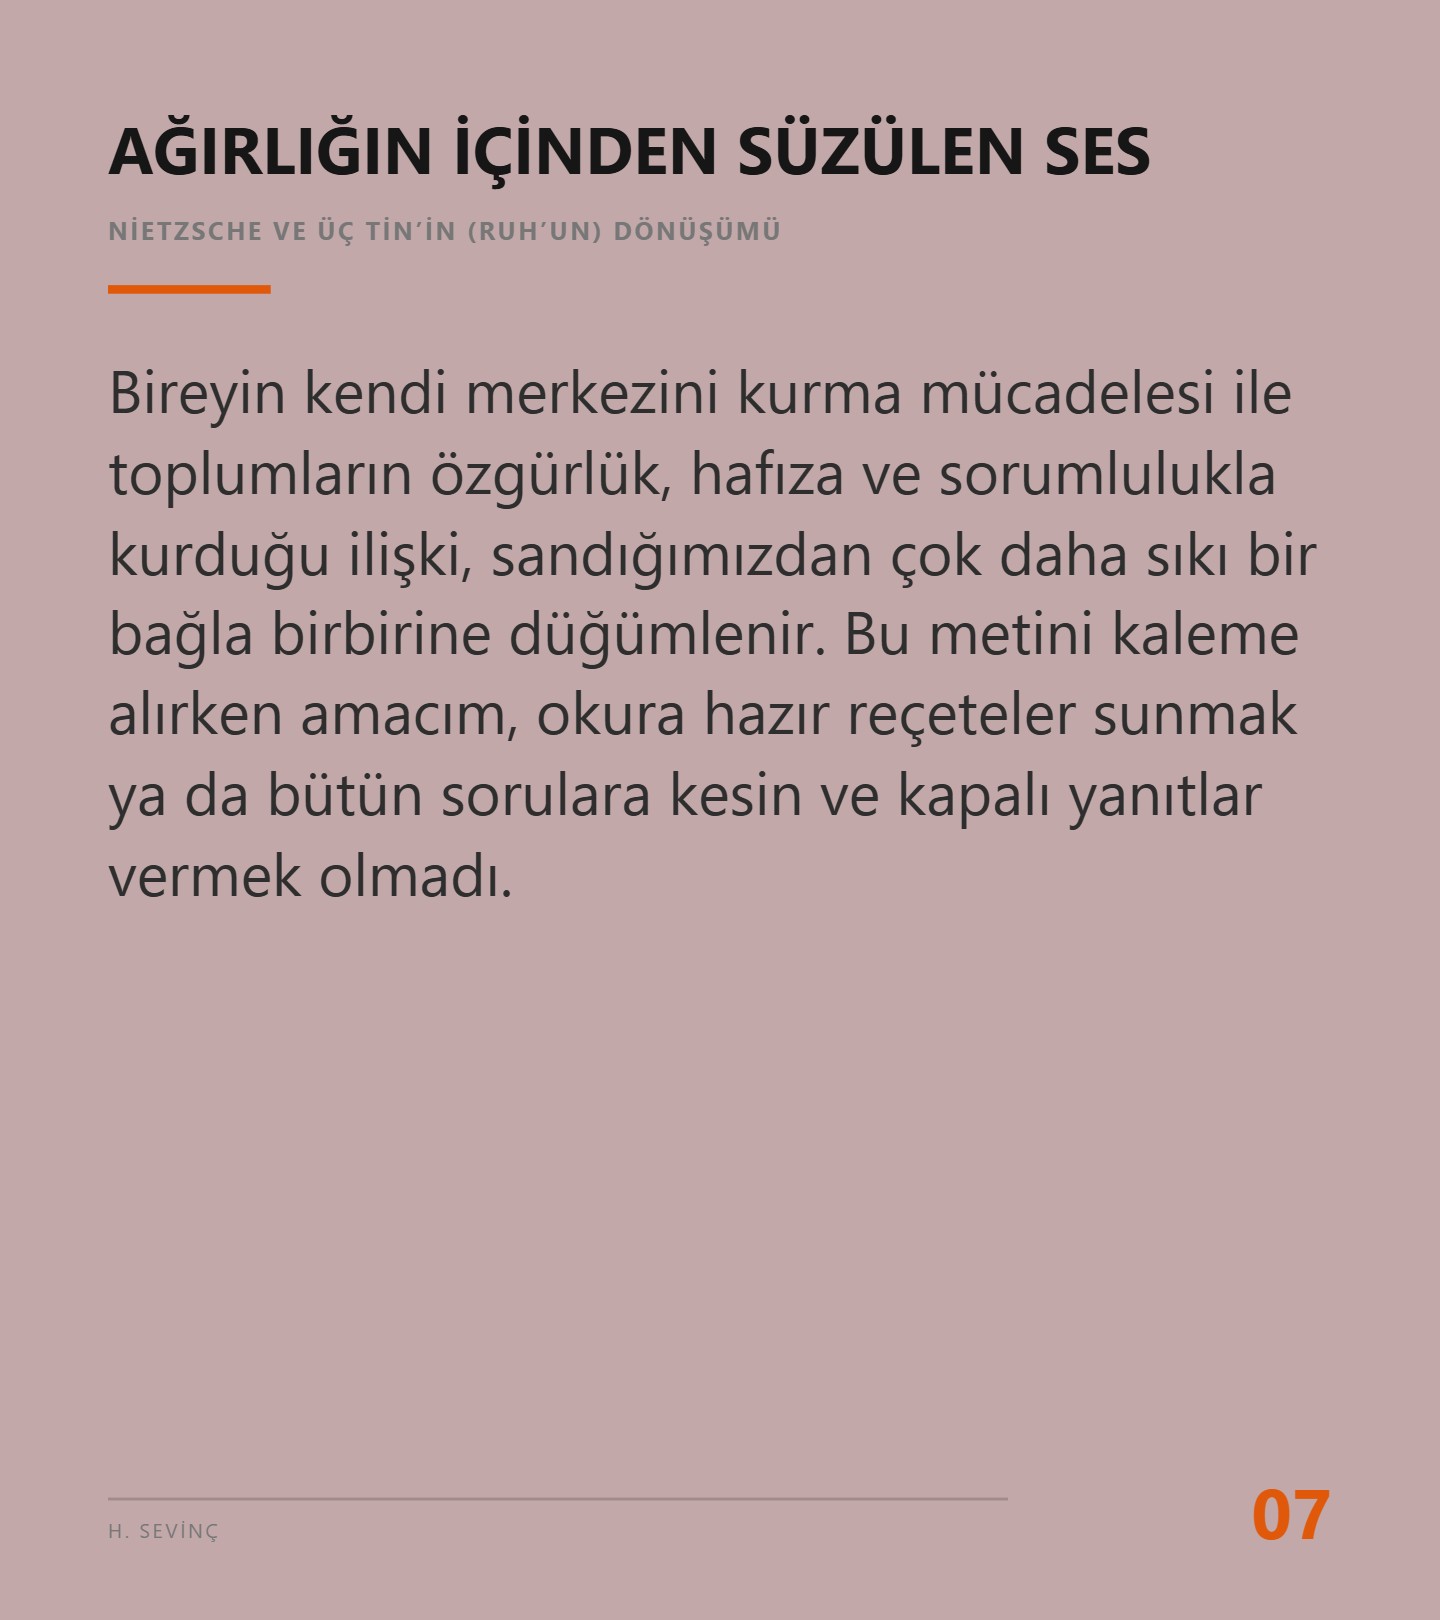 AĞIRLIĞIN İÇİNDEN SÜZÜLEN SES
NİETZSCHE VE ÜÇ TİN’İN (RUH’UN) DÖNÜŞÜMÜ
Bireyin kendi merkezini kurma mücadelesi ile
toplumların özgürlük, hafıza ve sorumlulukla
kurduğu ilişki, sandığımızdan çok daha sıkı bir
bağla birbirine düğümlenir. Bu metini kaleme
alırken amacım, okura hazır reçeteler sunmak
ya da bütün sorulara kesin ve kapalı yanıtlar
vermek olmadı.
H. SEVİNÇ
07